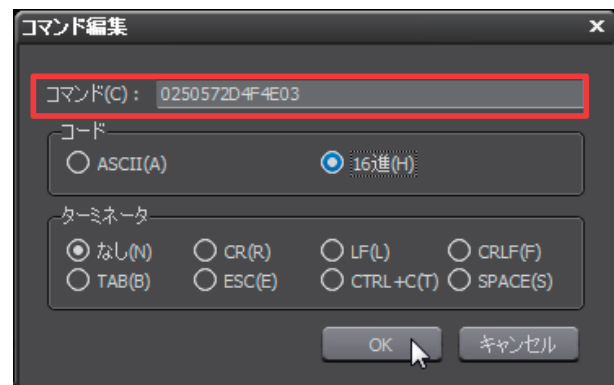 コマンド編集
コマンド(C)： 0250572D4F4E03
コード
ASCII(A) 16進(H)
ターミネータ
なし(N) CR(R) LF(L) CRLF(F)
TAB(B) ESC(E) CTRL+C(T) SPACE(S)
OK キャンセル